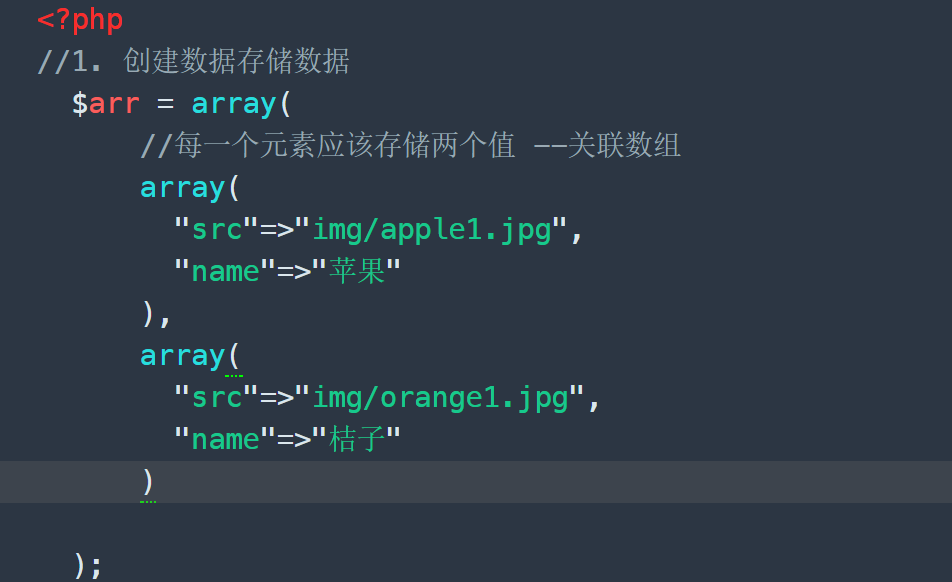 <?php
//1. 创建数据存储数据
$arr = array(
//每一个元素应该存储两个值 --关联数组
array(
"src"=>"img/apple1.jpg",
"name"=>"苹果"
),
array(
"src"=>"img/orange1.jpg",
"name"=>"桔子"
)
);